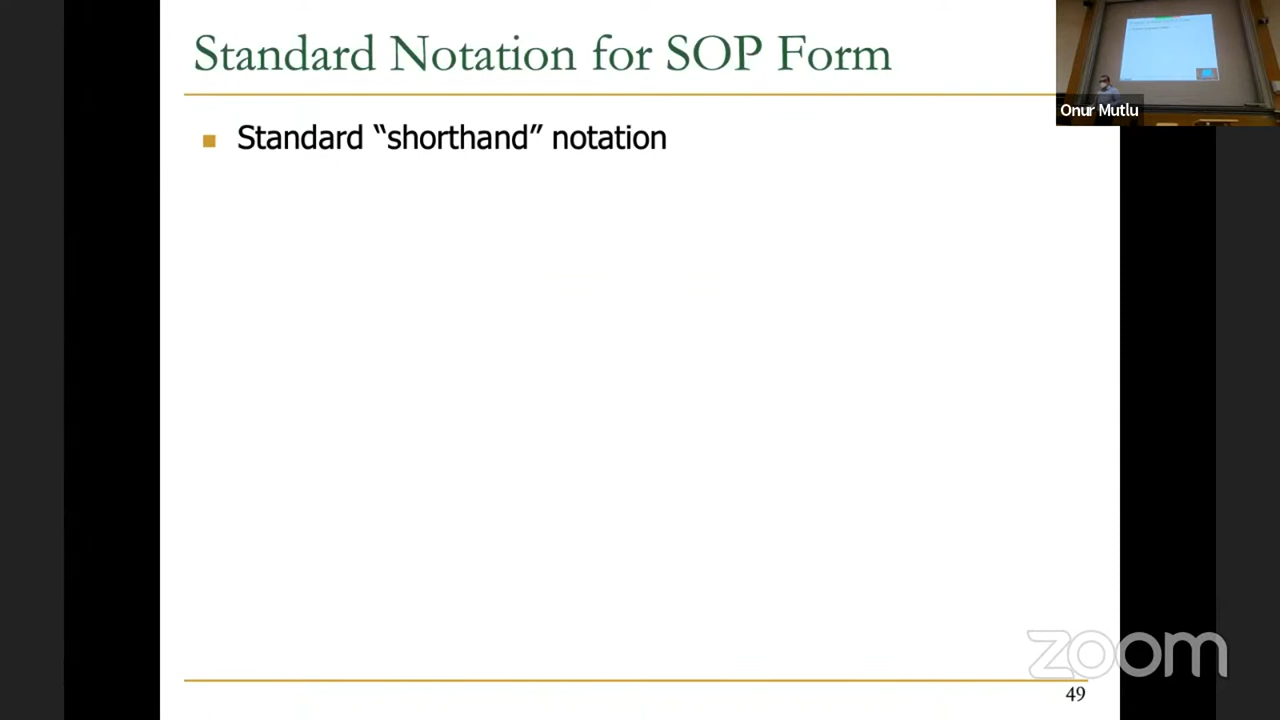 Standard Notation for SOP Form
Onur Mutlu
Standard “shorthand” notation
zoom
49